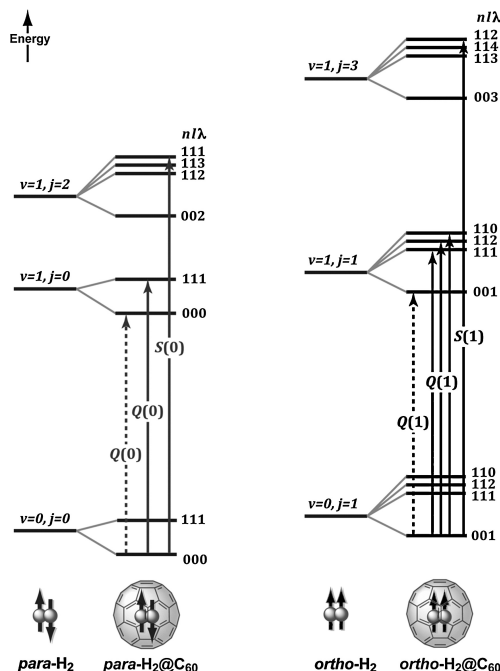 Energy
nlλ
v=1, j=2
111
113
112
002
v=1, j=0
111
000
S(0)
Q(0)
Q(0)
v=0, j=0
111
000
para-H₂
para-H₂@C₆₀
nlλ
v=1, j=3
112
114
113
003
v=1, j=1
110
112
111
001
S(1)
Q(1)
Q(1)
v=0, j=1
110
112
111
001
ortho-H₂
ortho-H₂@C₆₀